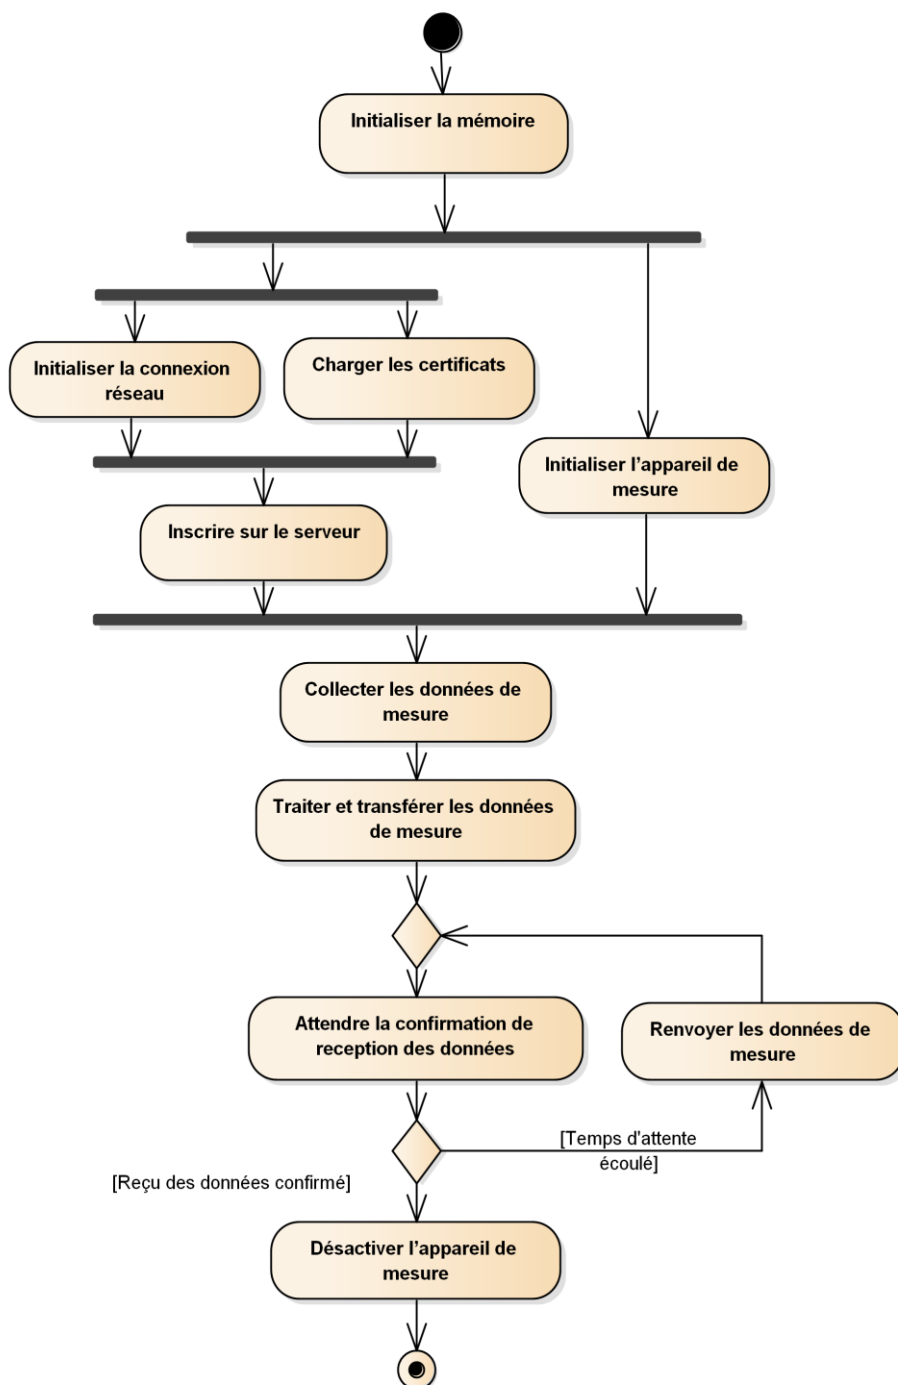 Initialiser la mémoire
Initialiser la connexion
réseau
Charger les certificats
Initialiser l’appareil de
mesure
Inscrire sur le serveur
Collecter les données de
mesure
Traiter et transférer les données
de mesure
Attendre la confirmation de
reception des données
Renvoyer les données de
mesure
[Temps d'attente
écoulé]
[Reçu des données confirmé]
Désactiver l’appareil de
mesure